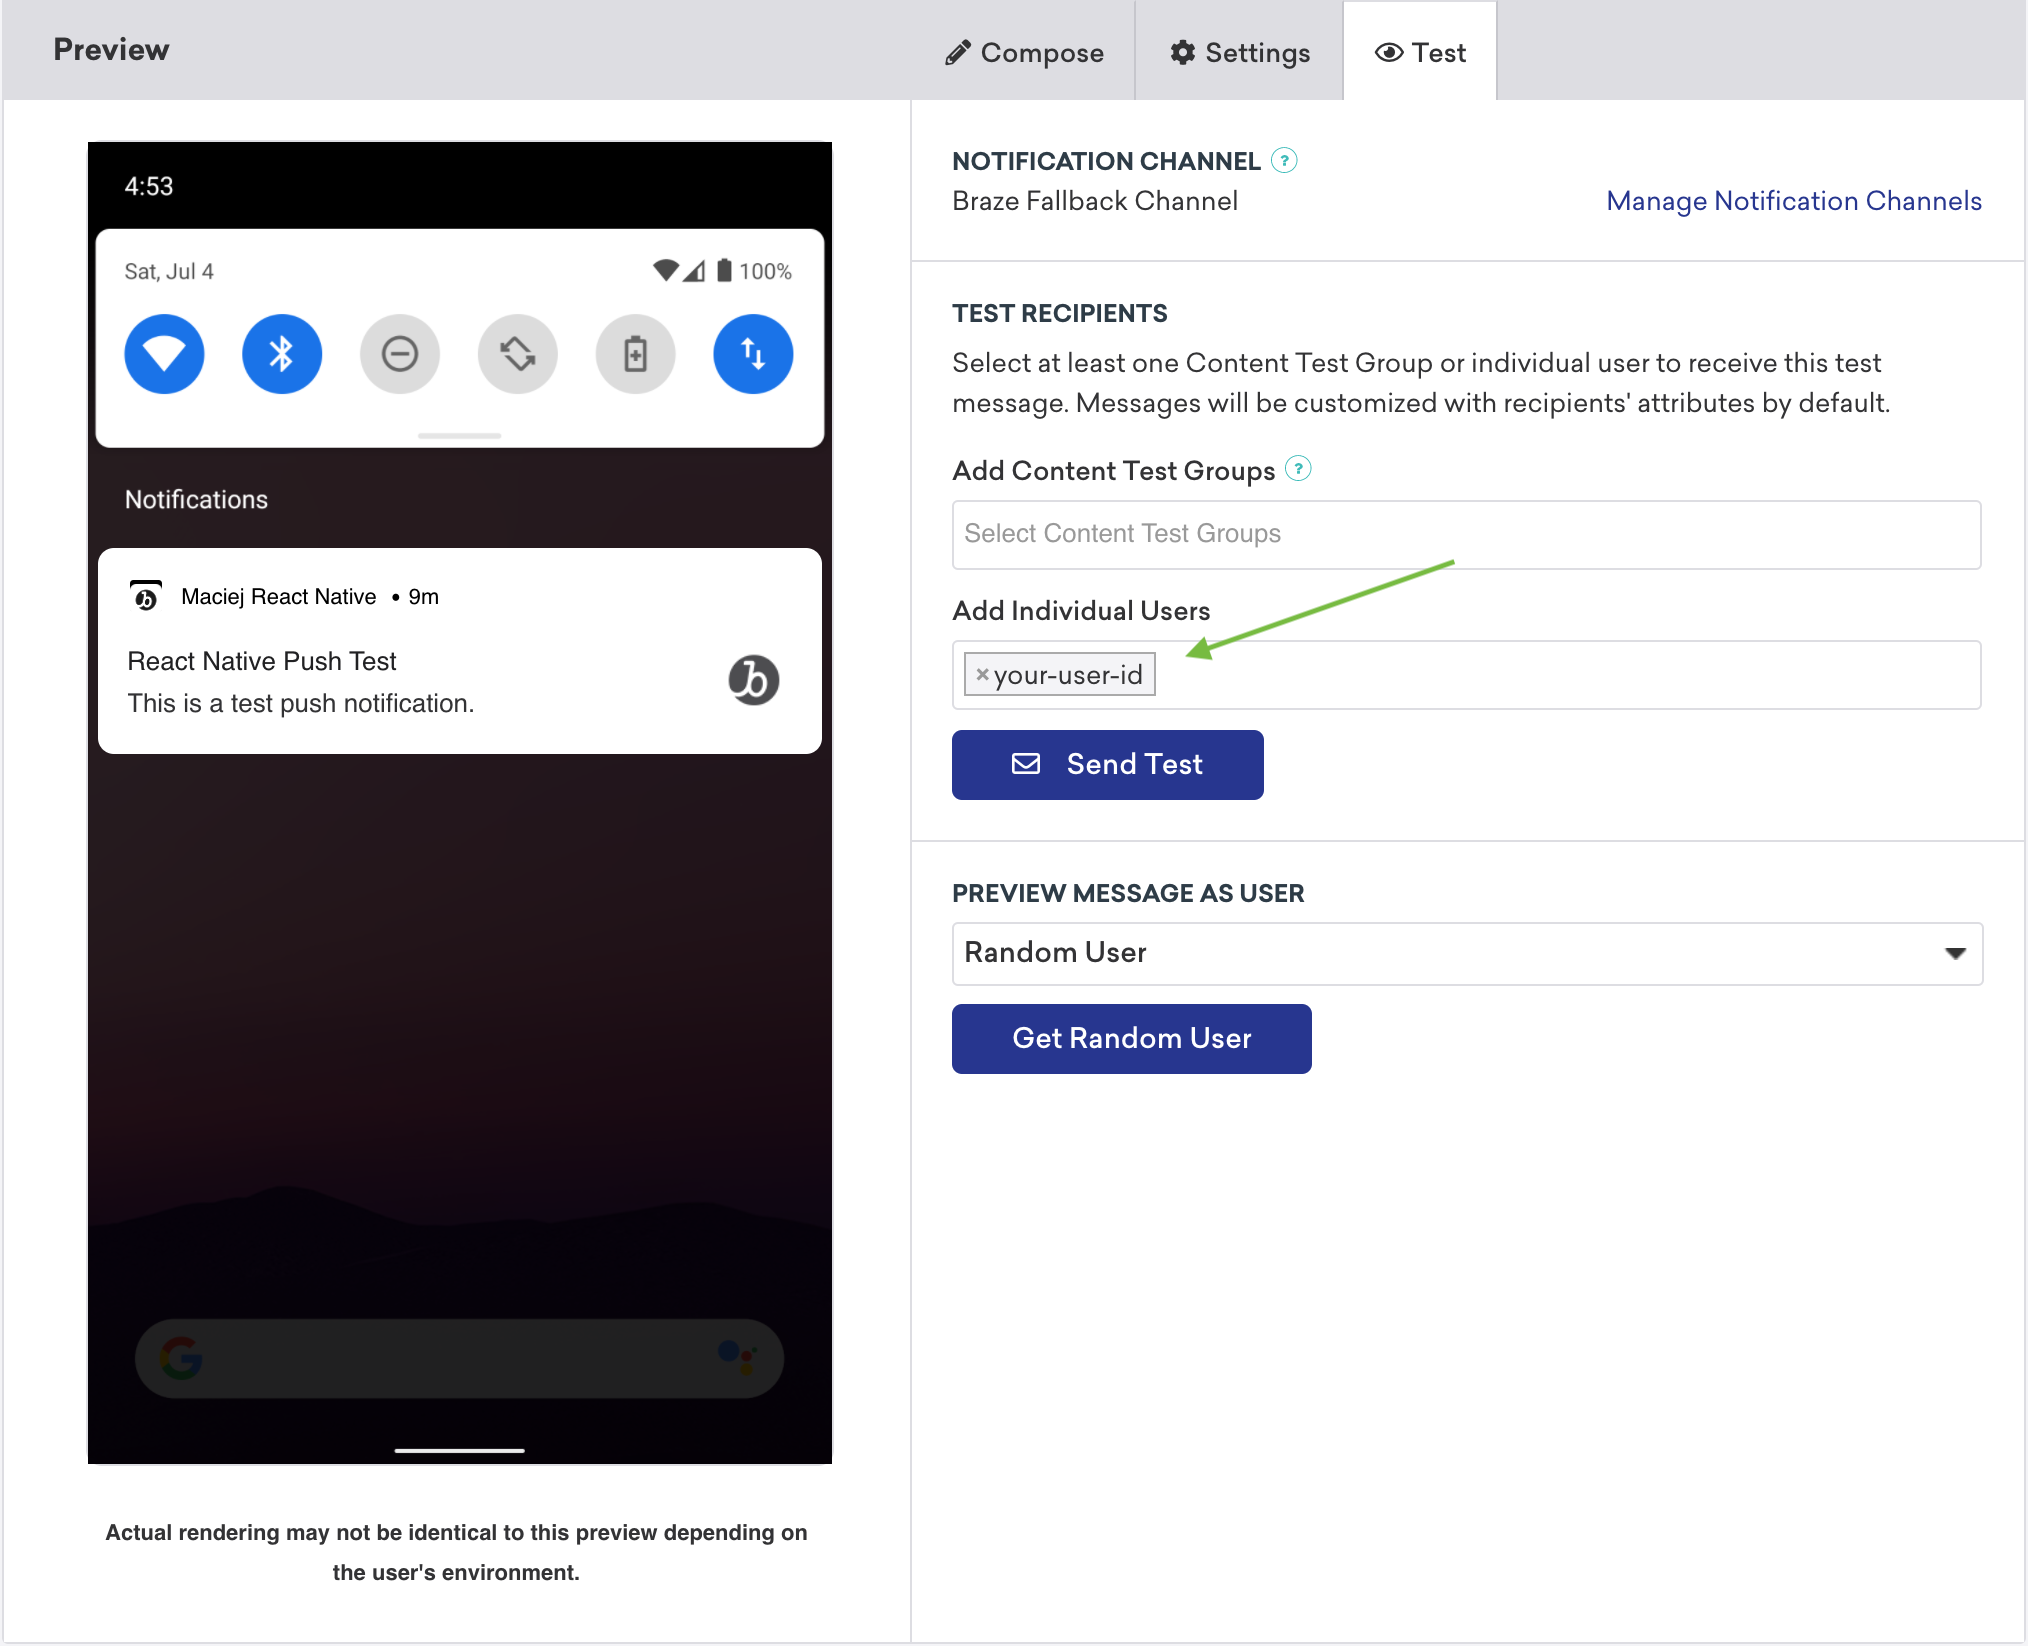 Preview
Compose
Settings
Test
4:53
Sat, Jul 4
100%
Notifications
Maciej React Native • 9m
React Native Push Test
This is a test push notification.
Actual rendering may not be identical to this preview depending on
the user's environment.
NOTIFICATION CHANNEL ?
Braze Fallback Channel
Manage Notification Channels
TEST RECIPIENTS
Select at least one Content Test Group or individual user to receive this test
message. Messages will be customized with recipients' attributes by default.
Add Content Test Groups ?
Select Content Test Groups
Add Individual Users
×your-user-id
Send Test
PREVIEW MESSAGE AS USER
Random User
Get Random User